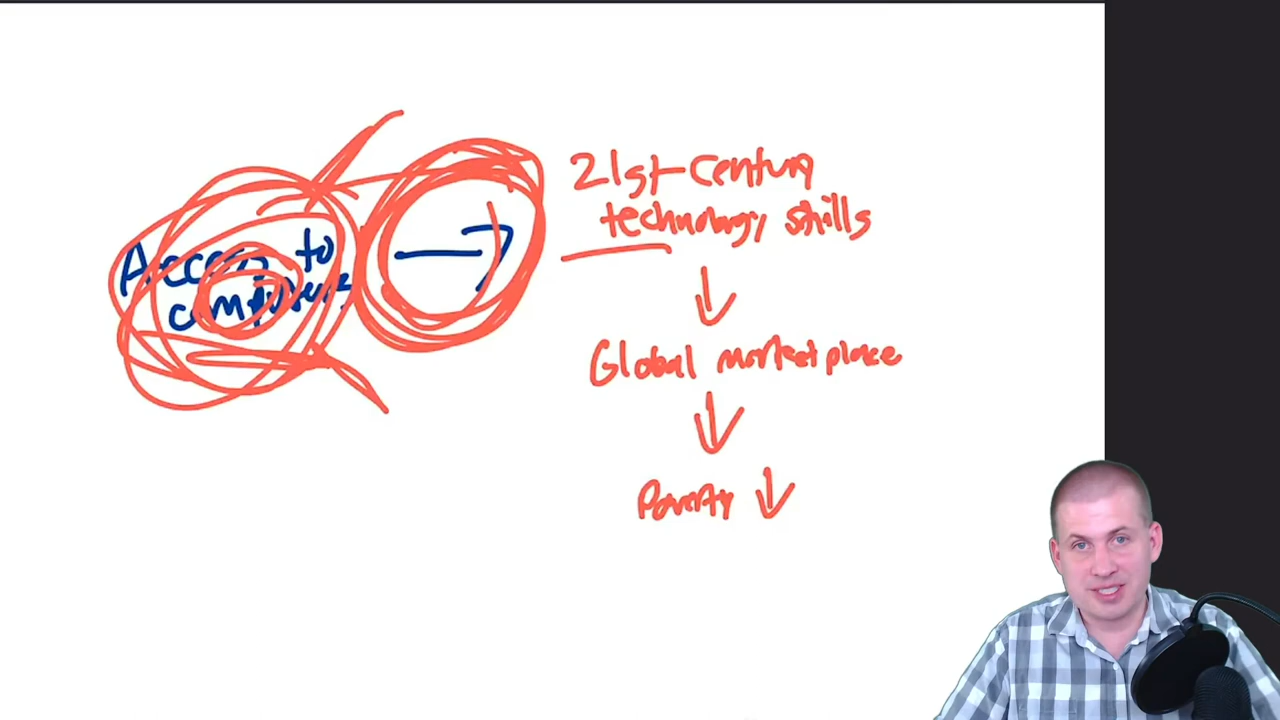 Access to
computers
21st-Century
technology skills
Global marketplace
Poverty